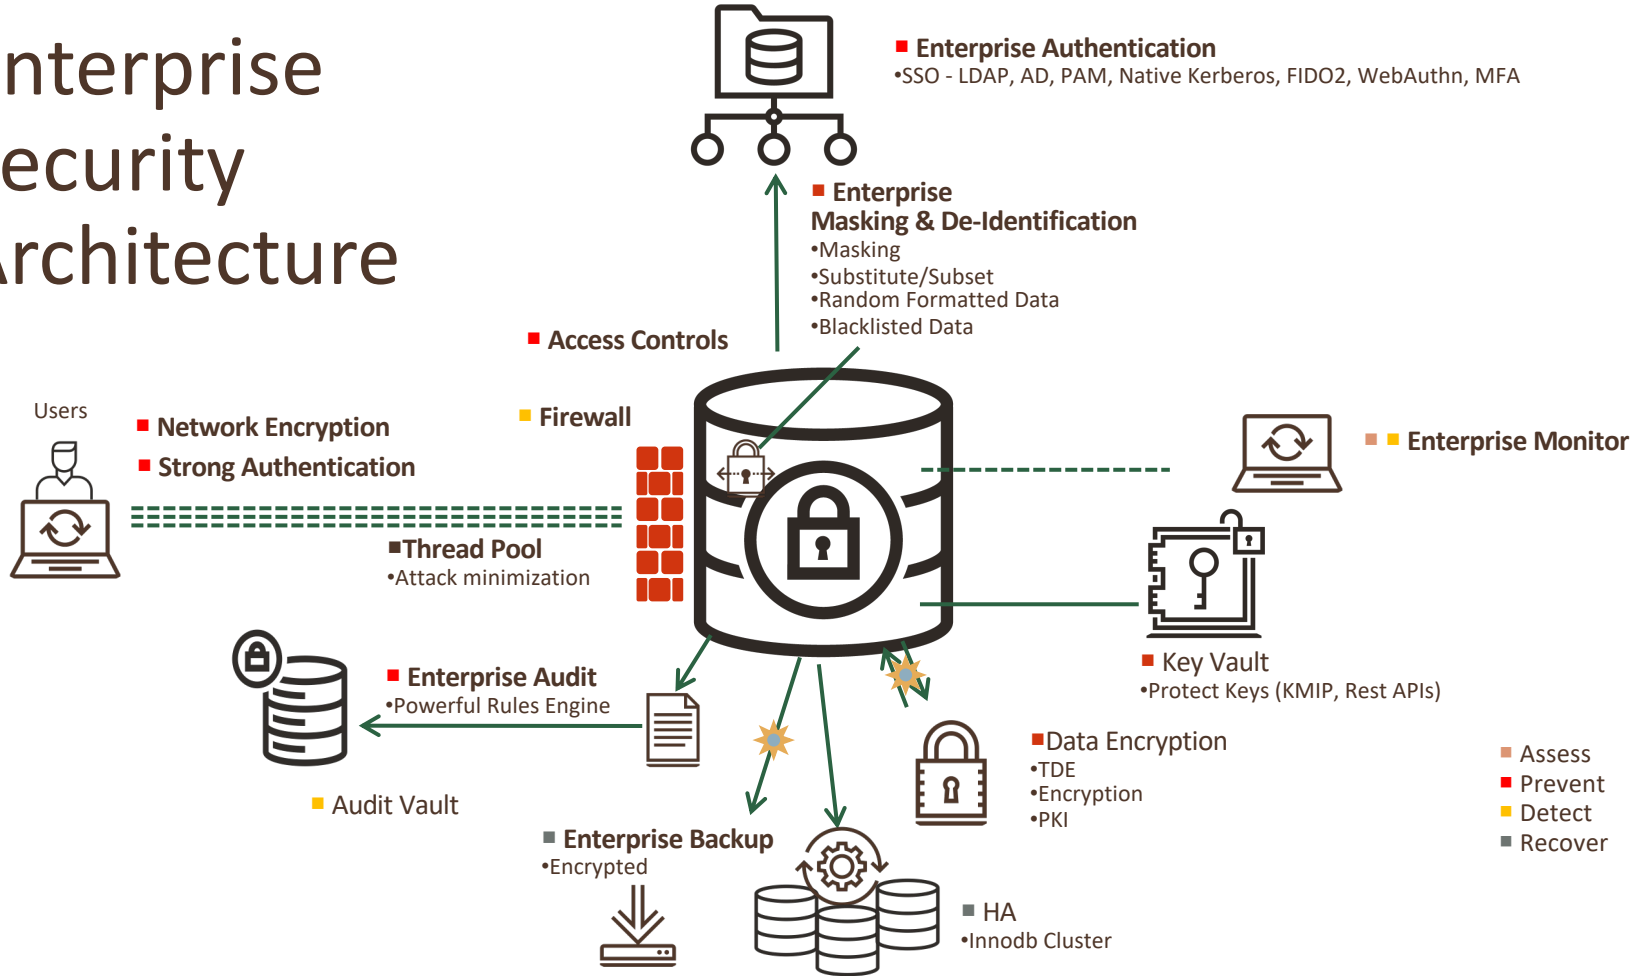 nterprise
ecurity
Architecture
■ Enterprise Authentication
•SSO - LDAP, AD, PAM, Native Kerberos, FIDO2, WebAuthn, MFA
■ Enterprise
Masking & De-Identification
•Masking
•Substitute/Subset
•Random Formatted Data
•Blacklisted Data
■ Access Controls
■ Firewall
Users
■ Network Encryption
■ Strong Authentication
■Thread Pool
•Attack minimization
■ ■ Enterprise Monitor
■ Key Vault
•Protect Keys (KMIP, Rest APIs)
■ Enterprise Audit
•Powerful Rules Engine
■ Audit Vault
■ Enterprise Backup
•Encrypted
■Data Encryption
•TDE
•Encryption
•PKI
■ HA
•Innodb Cluster
■ Assess
■ Prevent
■ Detect
■ Recover